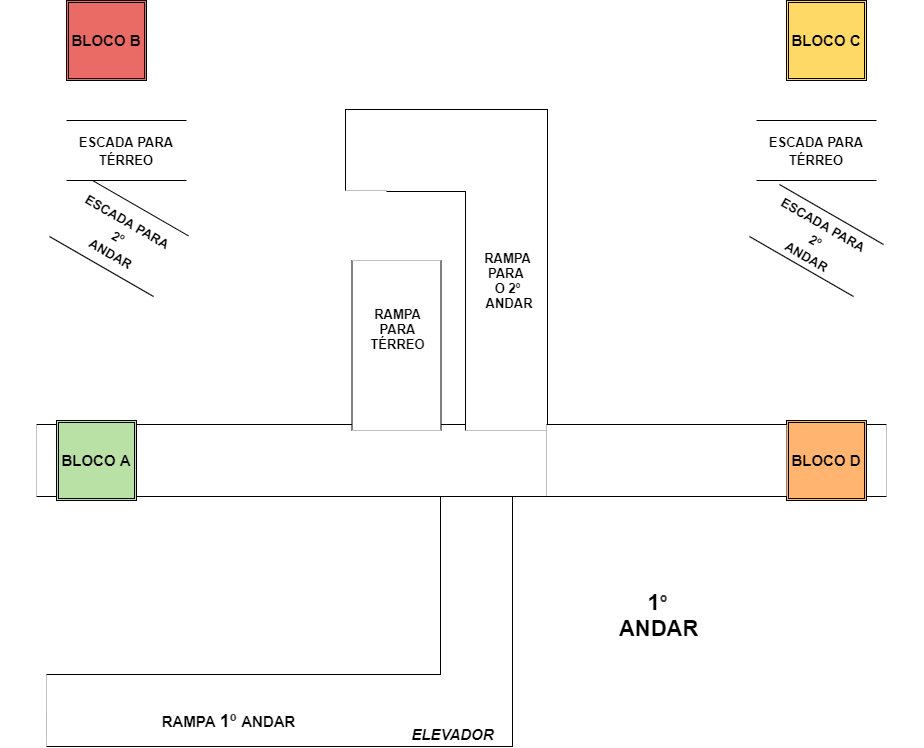 BLOCO B
BLOCO C
ESCADA PARA
TÉRREO
ESCADA PARA
TÉRREO
ESCADA PARA
2º
ANDAR
ESCADA PARA
2º
ANDAR
RAMPA
PARA
O 2º
ANDAR
RAMPA
PARA
TÉRREO
BLOCO A
BLOCO D
1º
ANDAR
RAMPA 1º ANDAR
ELEVADOR